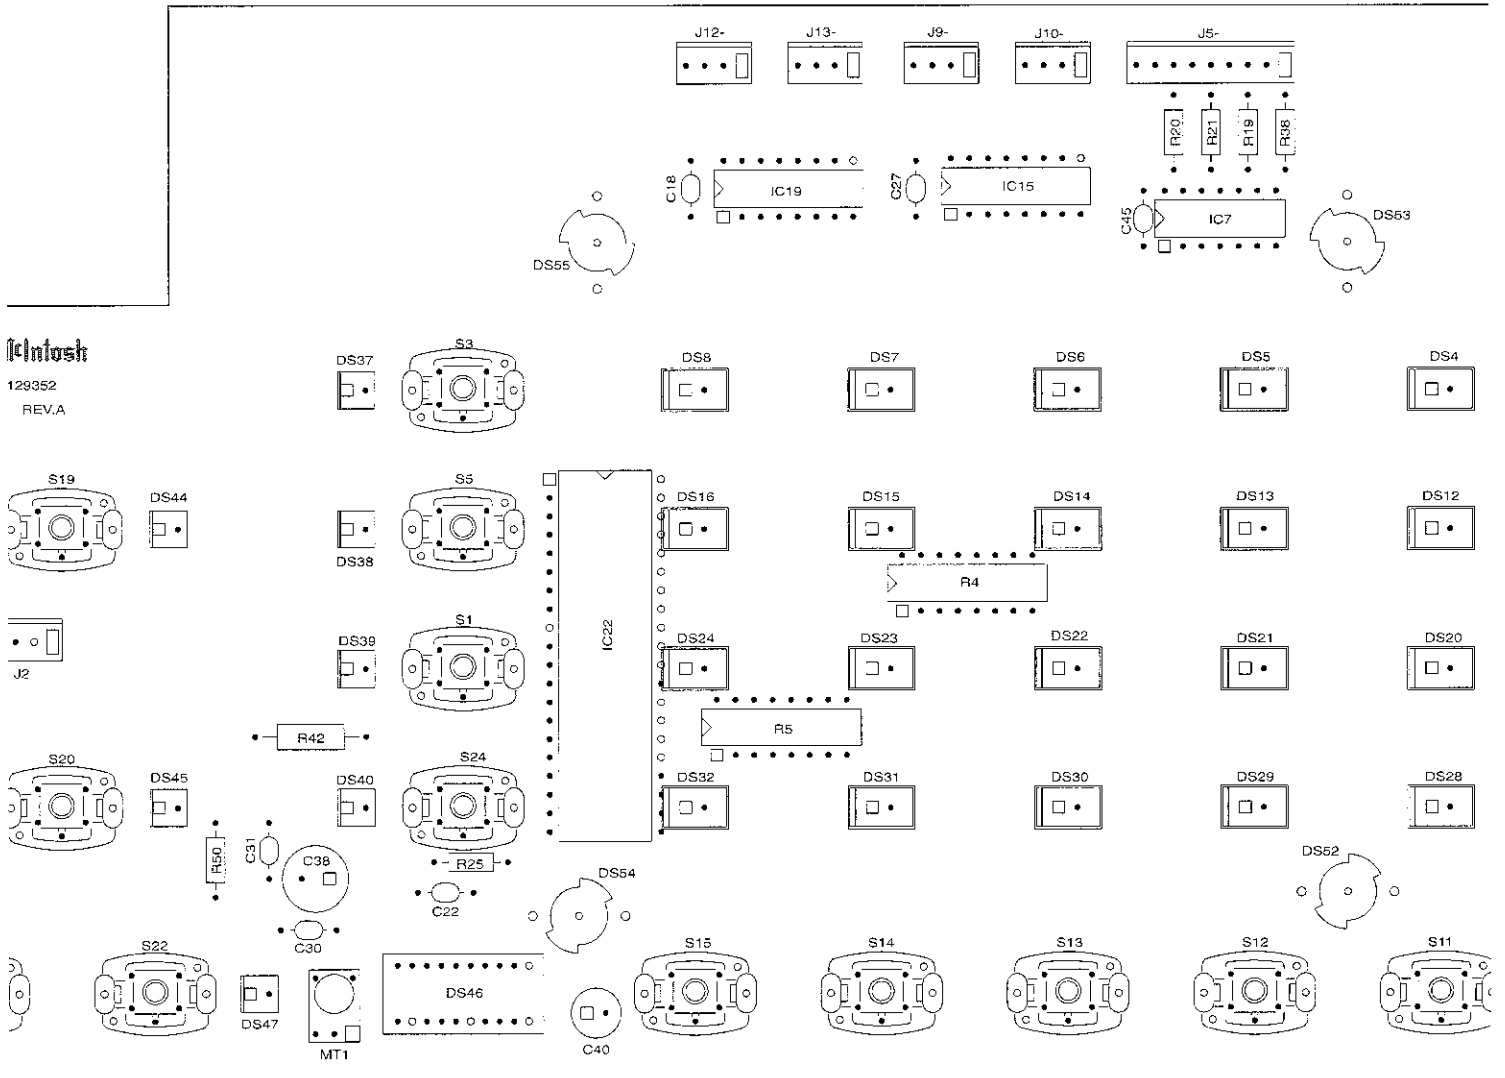 J12- J13- J9- J10- J5-
R20 R21 R19 R38
C18 IC19 C27 IC15
C45 IC7 DS53
DS55
McIntosh
129352
REV.A
DS37 S3 DS8 DS7 DS6 DS5 DS4
S19 DS44 S5 DS16 DS15 DS14 DS13 DS12
DS38
R4
S1
DS39 IC22 DS24 DS23 DS22 DS21 DS20
J2
R42 R5
S20 DS45 DS40 S24 DS32 DS31 DS30 DS29 DS28
R50 C31 C38 R25 DS54 DS52
C22
C30
S22 S15 S14 S13 S12 S11
DS46
DS47
MT1 C40